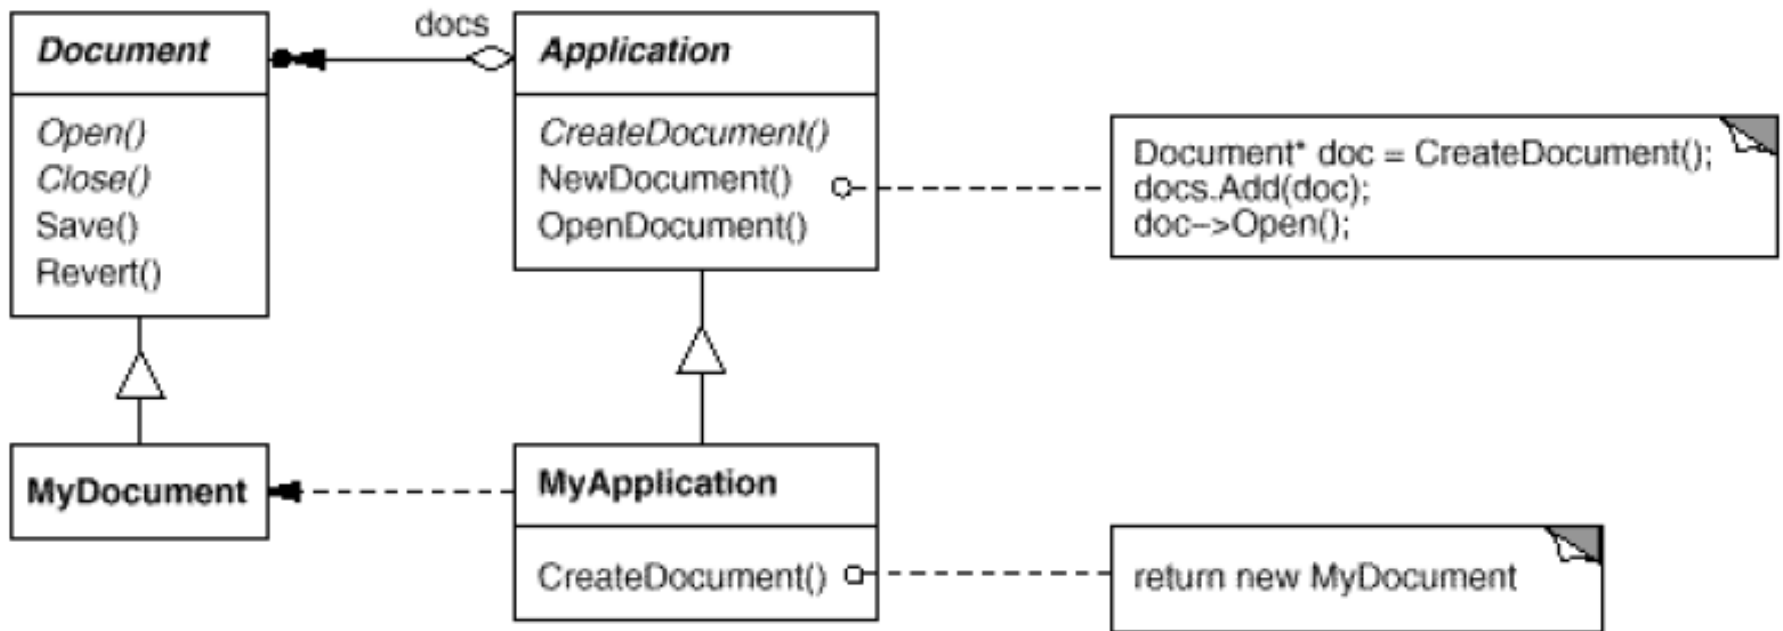 Document
Open()
Close()
Save()
Revert()
docs
Application
CreateDocument()
NewDocument()
OpenDocument()
Document* doc = CreateDocument();
docs.Add(doc);
doc–>Open();
MyDocument
MyApplication
CreateDocument()
return new MyDocument